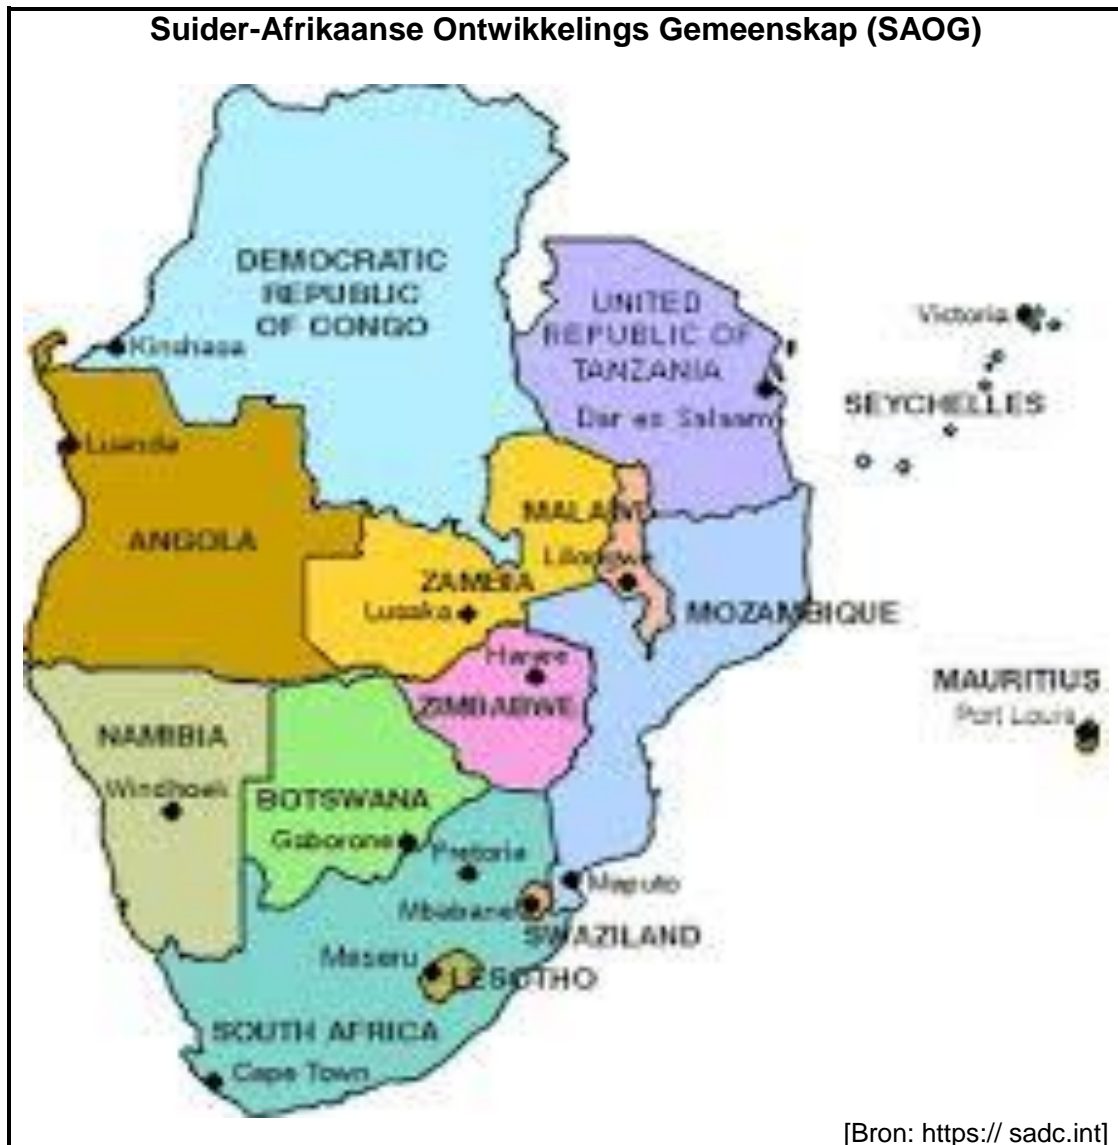 Suider-Afrikaanse Ontwikkelings Gemeenskap (SAOG)
DEMOCRATIC
REPUBLIC
OF CONGO
Kinshasa
UNITED
REPUBLIC OF
TANZANIA
Dar es Salaam
Victoria
SEYCHELLES
Luanda
ANGOLA
MALAWI
Lilongwe
ZAMBIA
Lusaka
MOZAMBIQUE
Harare
ZIMBABWE
MAURITIUS
Port Louis
NAMIBIA
Windhoek
BOTSWANA
Gaborone
Pretoria
Maputo
Mbabane
SWAZILAND
Maseru
LESOTHO
SOUTH AFRICA
Cape Town
[Bron: https:// sadc.int]